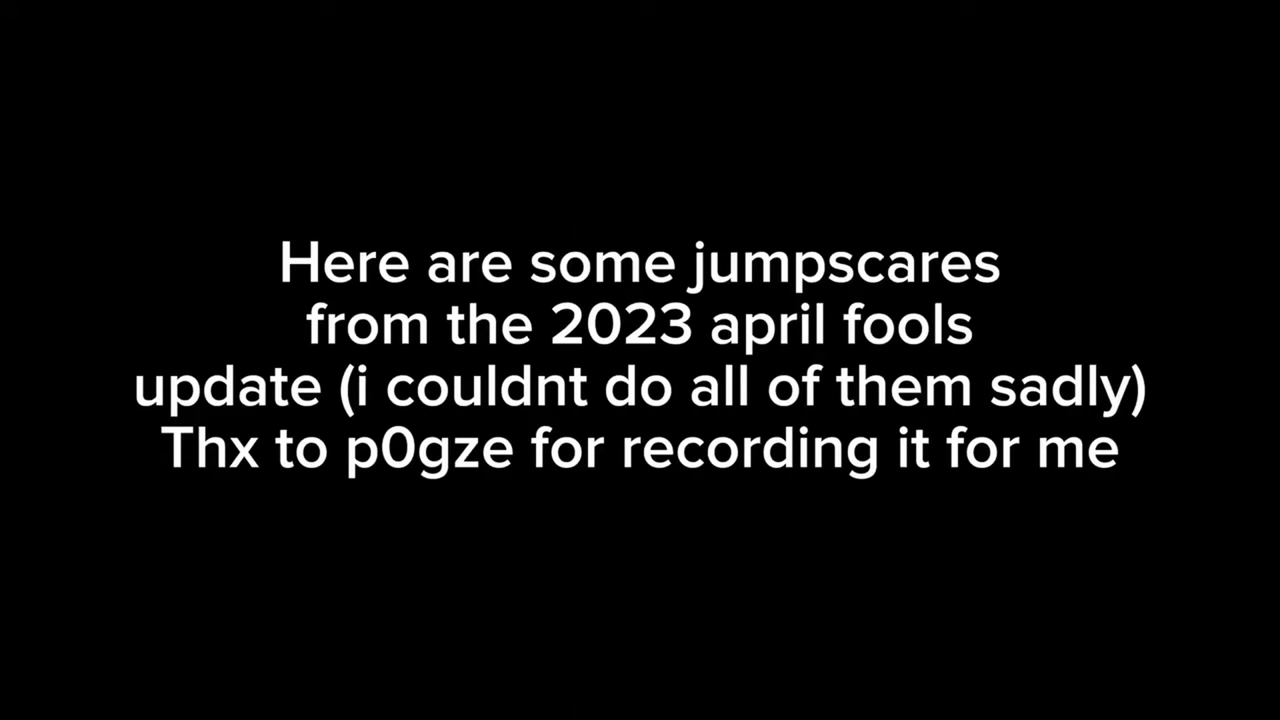 Here are some jumpscares
from the 2023 april fools
update (i couldnt do all of them sadly)
Thx to p0gze for recording it for me